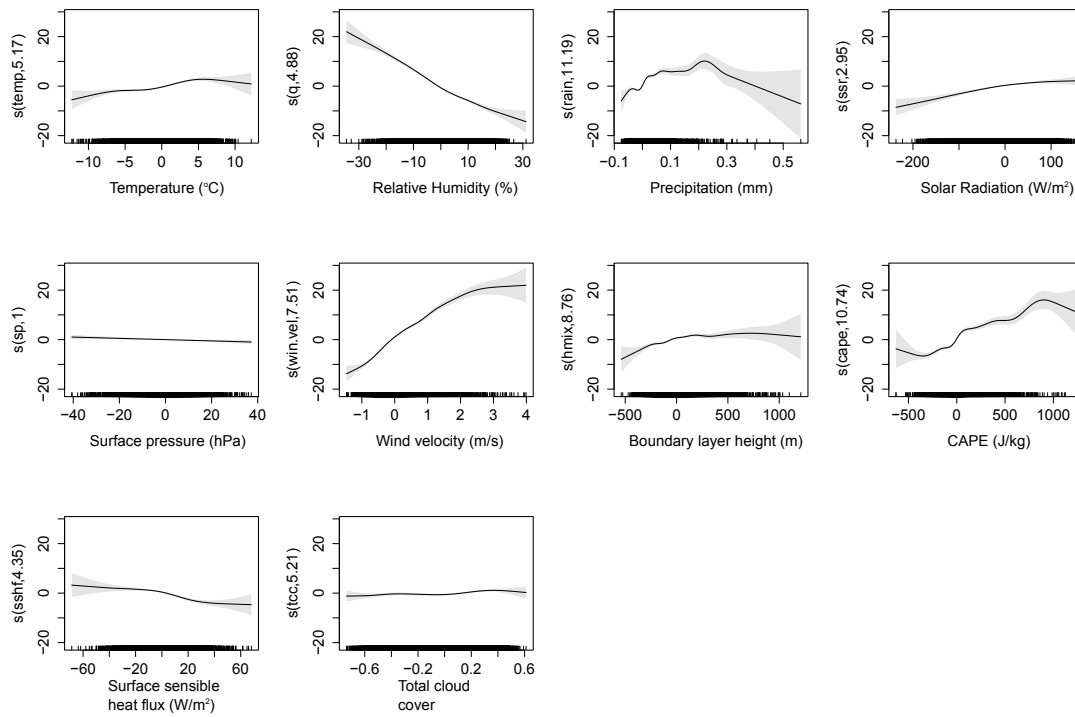 s(temp,5.17)
20
0
−20
−10 −5 0 5 10
Temperature (°C)
s(q,4.88)
20
0
−20
−30 −10 10 30
Relative Humidity (%)
s(rain,11.19)
20
0
−20
−0.1 0.1 0.3 0.5
Precipitation (mm)
s(ssr,2.95)
20
0
−20
−200 −100 0 100
Solar Radiation (W/m²)
s(sp,1)
20
0
−20
−40 −20 0 20 40
Surface pressure (hPa)
s(win.vel,7.51)
20
0
−20
−1 0 1 2 3 4
Wind velocity (m/s)
s(hmix,8.76)
20
0
−20
−500 0 500 1000
Boundary layer height (m)
s(cape,10.74)
20
0
−20
−500 0 500 1000
CAPE (J/kg)
s(sshf,4.35)
20
0
−20
−60 −20 20 60
Surface sensible
heat flux (W/m²)
s(tcc,5.21)
20
0
−20
−0.6 −0.2 0.2 0.6
Total cloud
cover